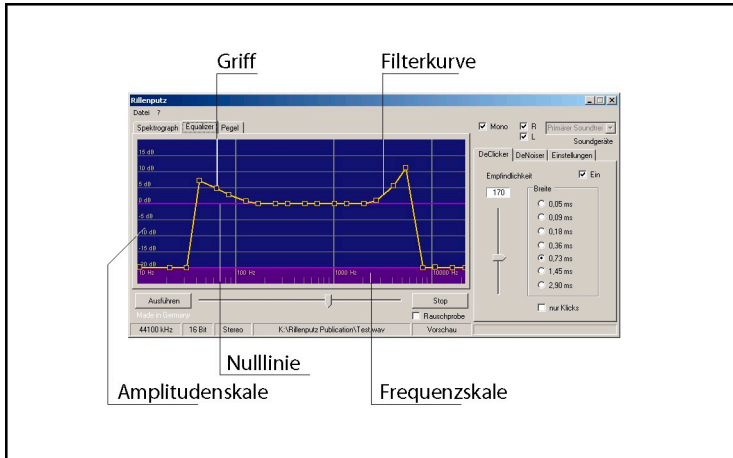 Griff Filterkurve
Rillenputz
Datei ?
Spektrograph Equalizer Pegel
Mono R L Primärer Soundtrei
Soundgeräte
DeClicker DeNoiser Einstellungen
Empfindlichkeit Ein
170
Breite
0,05 ms
0,09 ms
0,18 ms
0,36 ms
0,73 ms
1,45 ms
2,90 ms
nur Klicks
15 dB
10 dB
5 dB
0 dB
-5 dB
-10 dB
-15 dB
-20 dB
10 Hz 100 Hz 1000 Hz 10000 Hz
Ausführen Stop
Made in Germany Rauschprobe
44100 kHz 16 Bit Stereo K:\Rillenputz Publication\Test.wav Vorschau
Nulllinie
Amplitudenskale Frequenzskale